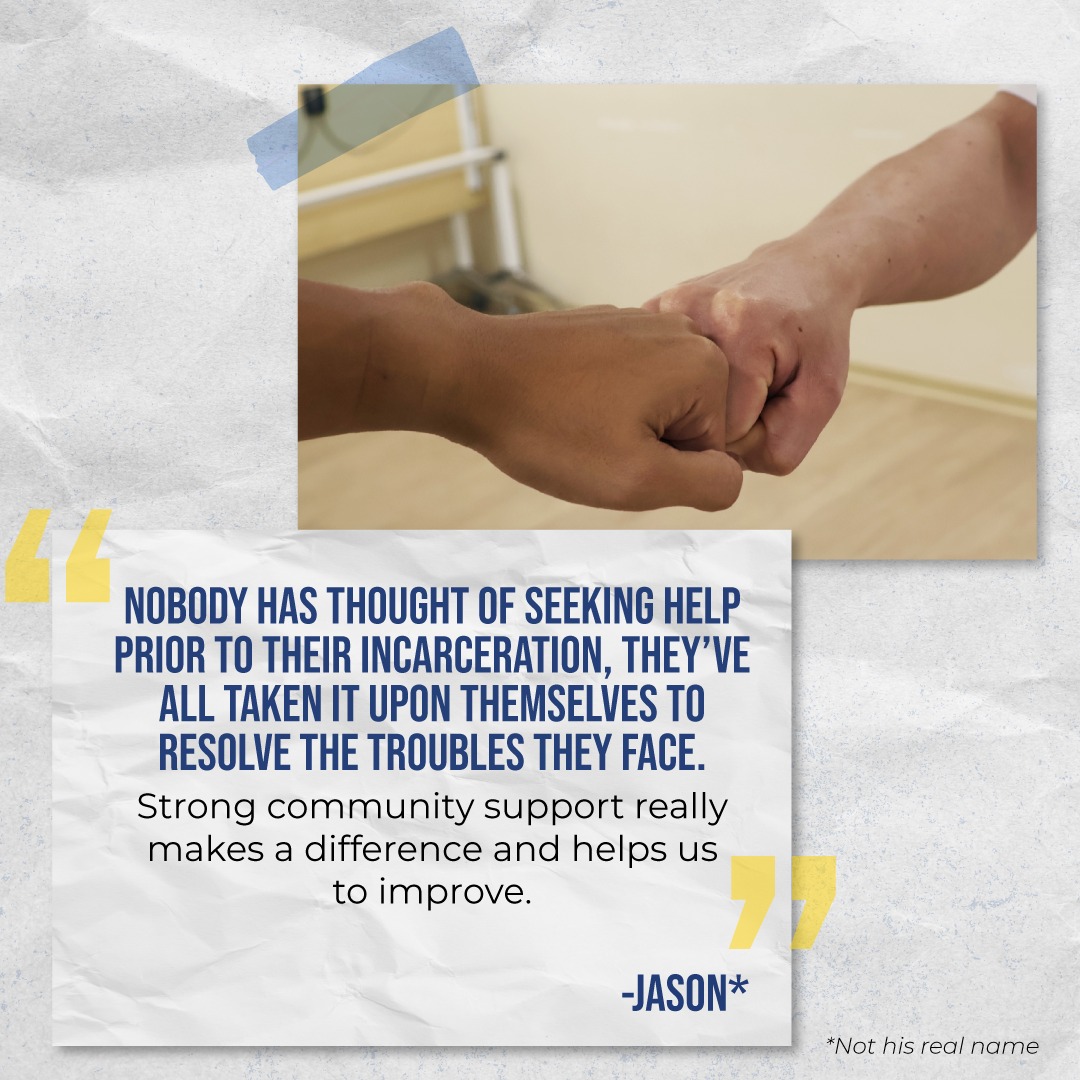 NOBODY HAS THOUGHT OF SEEKING HELP
PRIOR TO THEIR INCARCERATION, THEY’VE
ALL TAKEN IT UPON THEMSELVES TO
RESOLVE THE TROUBLES THEY FACE.
Strong community support really
makes a difference and helps us
to improve.
-JASON*
*Not his real name